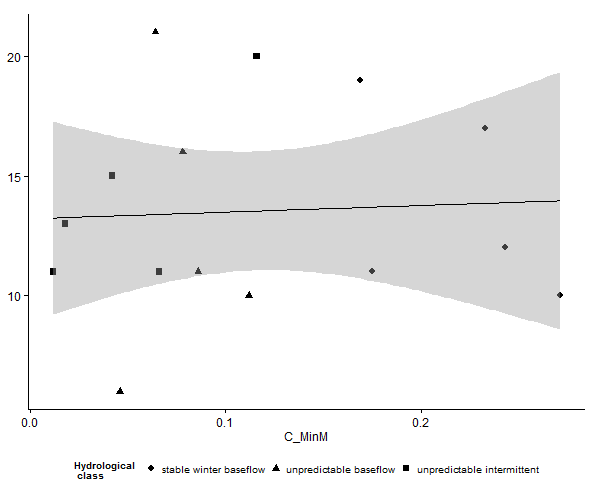 20
15
10
0.0 0.1 0.2
C_MinM
Hydrological
class
stable winter baseflow unpredictable baseflow unpredictable intermittent